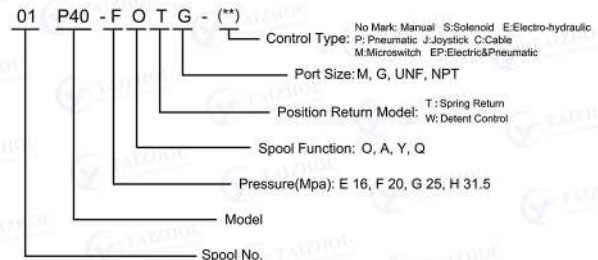 01 P40 -F O T G - (**)
Control Type: No Mark: Manual S:Solenoid E:Electro-hydraulic
P: Pneumatic J:Joystick C:Cable
M:Microswitch EP:Electric&Pneumatic
Port Size: M, G, UNF, NPT
Position Return Model: T : Spring Return
W: Detent Control
Spool Function: O, A, Y, Q
Pressure(Mpa): E 16, F 20, G 25, H 31.5
Model
Spool No.
TAIZHOU